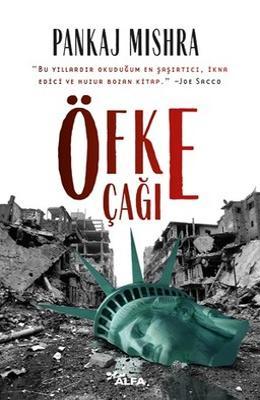 PANKAJ MISHRA
"BU YILLARDIR OKUDUĞUM EN ŞAŞIRTICI, İKNA
EDİCİ VE HUZUR BOZAN KİTAP." –JOE SACCO
ÖFKE
ÇAĞI
ALFA